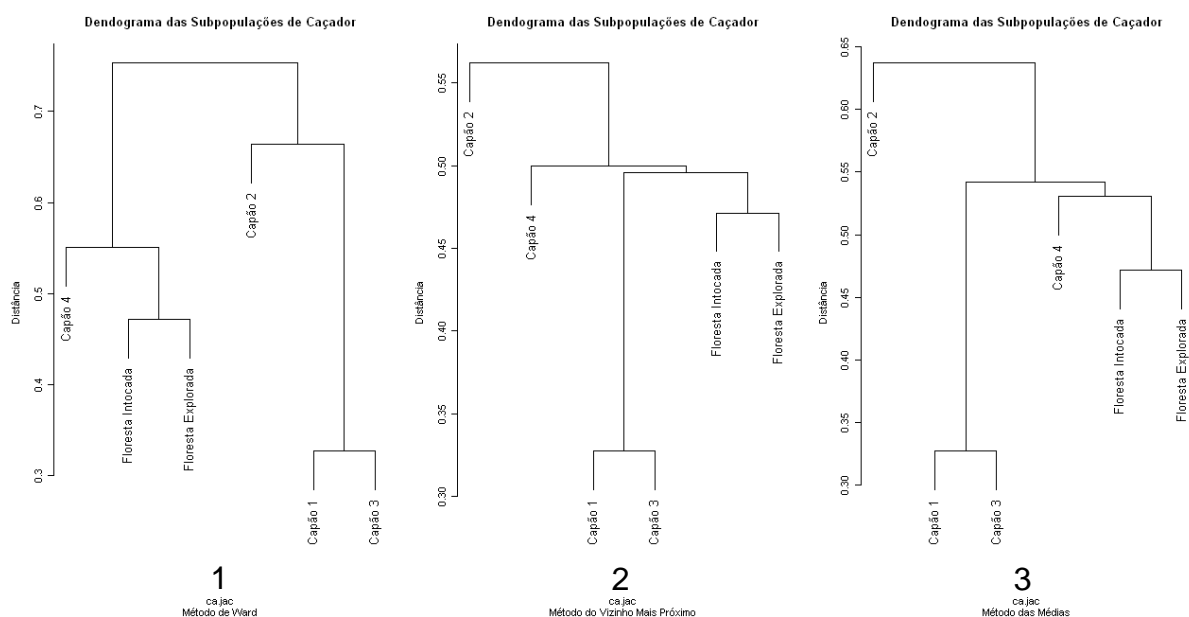 Dendograma das Subpopulações de Caçador
Distância
0.7
0.6
0.5
0.4
0.3
Capão 4
Floresta Intocada
Floresta Explorada
Capão 2
Capão 1
Capão 3
1
ca.jac
Método de Ward
Dendograma das Subpopulações de Caçador
Distância
0.55
0.50
0.45
0.40
0.35
0.30
Capão 2
Capão 4
Capão 1
Capão 3
Floresta Intocada
Floresta Explorada
2
ca.jac
Método do Vizinho Mais Próximo
Dendograma das Subpopulações de Caçador
Distância
0.65
0.60
0.55
0.50
0.45
0.40
0.35
0.30
Capão 2
Capão 1
Capão 3
Capão 4
Floresta Intocada
Floresta Explorada
3
ca.jac
Método das Médias